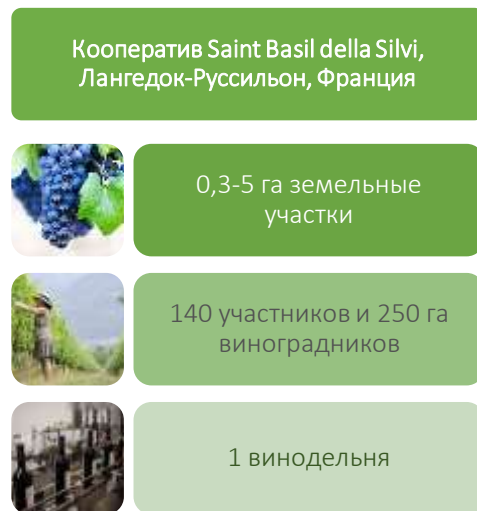 Кооператив Saint Basil della Silvi,
Лангедок-Руссильон, Франция
0,3-5 га земельные
участки
140 участников и 250 га
виноградников
1 винодельня